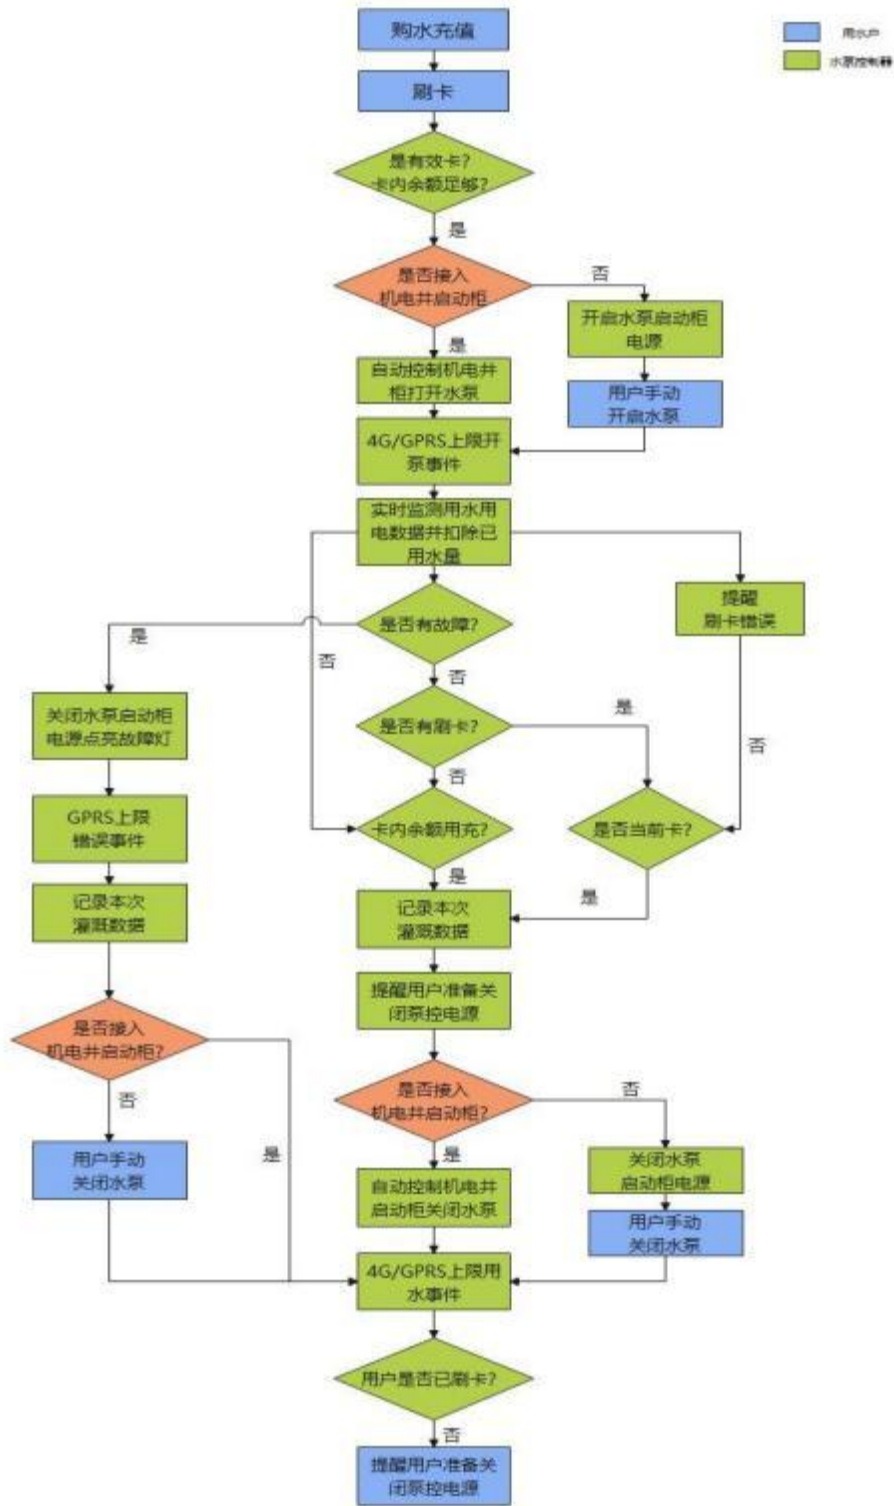 购水充值
用水户
水泵控制器
刷卡
是有效卡?
卡内余额足够?
是
是否接入
机电井启动柜
否
开启水泵启动柜
电源
是
自动控制机电井
柜打开水泵
用户手动
开启水泵
4G/GPRS上限开
泵事件
实时监测用水用
电数据并扣除已
用水量
提醒
刷卡错误
是否有故障?
是
否
否
关闭水泵启动柜
电源点亮故障灯
是否有刷卡?
是
否
否
GPRS上限
错误事件
卡内余额用充?
是否当前卡?
是
是
记录本次
灌溉数据
记录本次
灌溉数据
提醒用户准备关
闭泵控电源
是否接入
机电井启动柜?
是否接入
机电井启动柜?
否
否
是
是
用户手动
关闭水泵
关闭水泵
启动柜电源
自动控制机电井
启动柜关闭水泵
用户手动
关闭水泵
4G/GPRS上限用
水事件
用户是否已刷卡?
否
提醒用户准备关
闭泵控电源